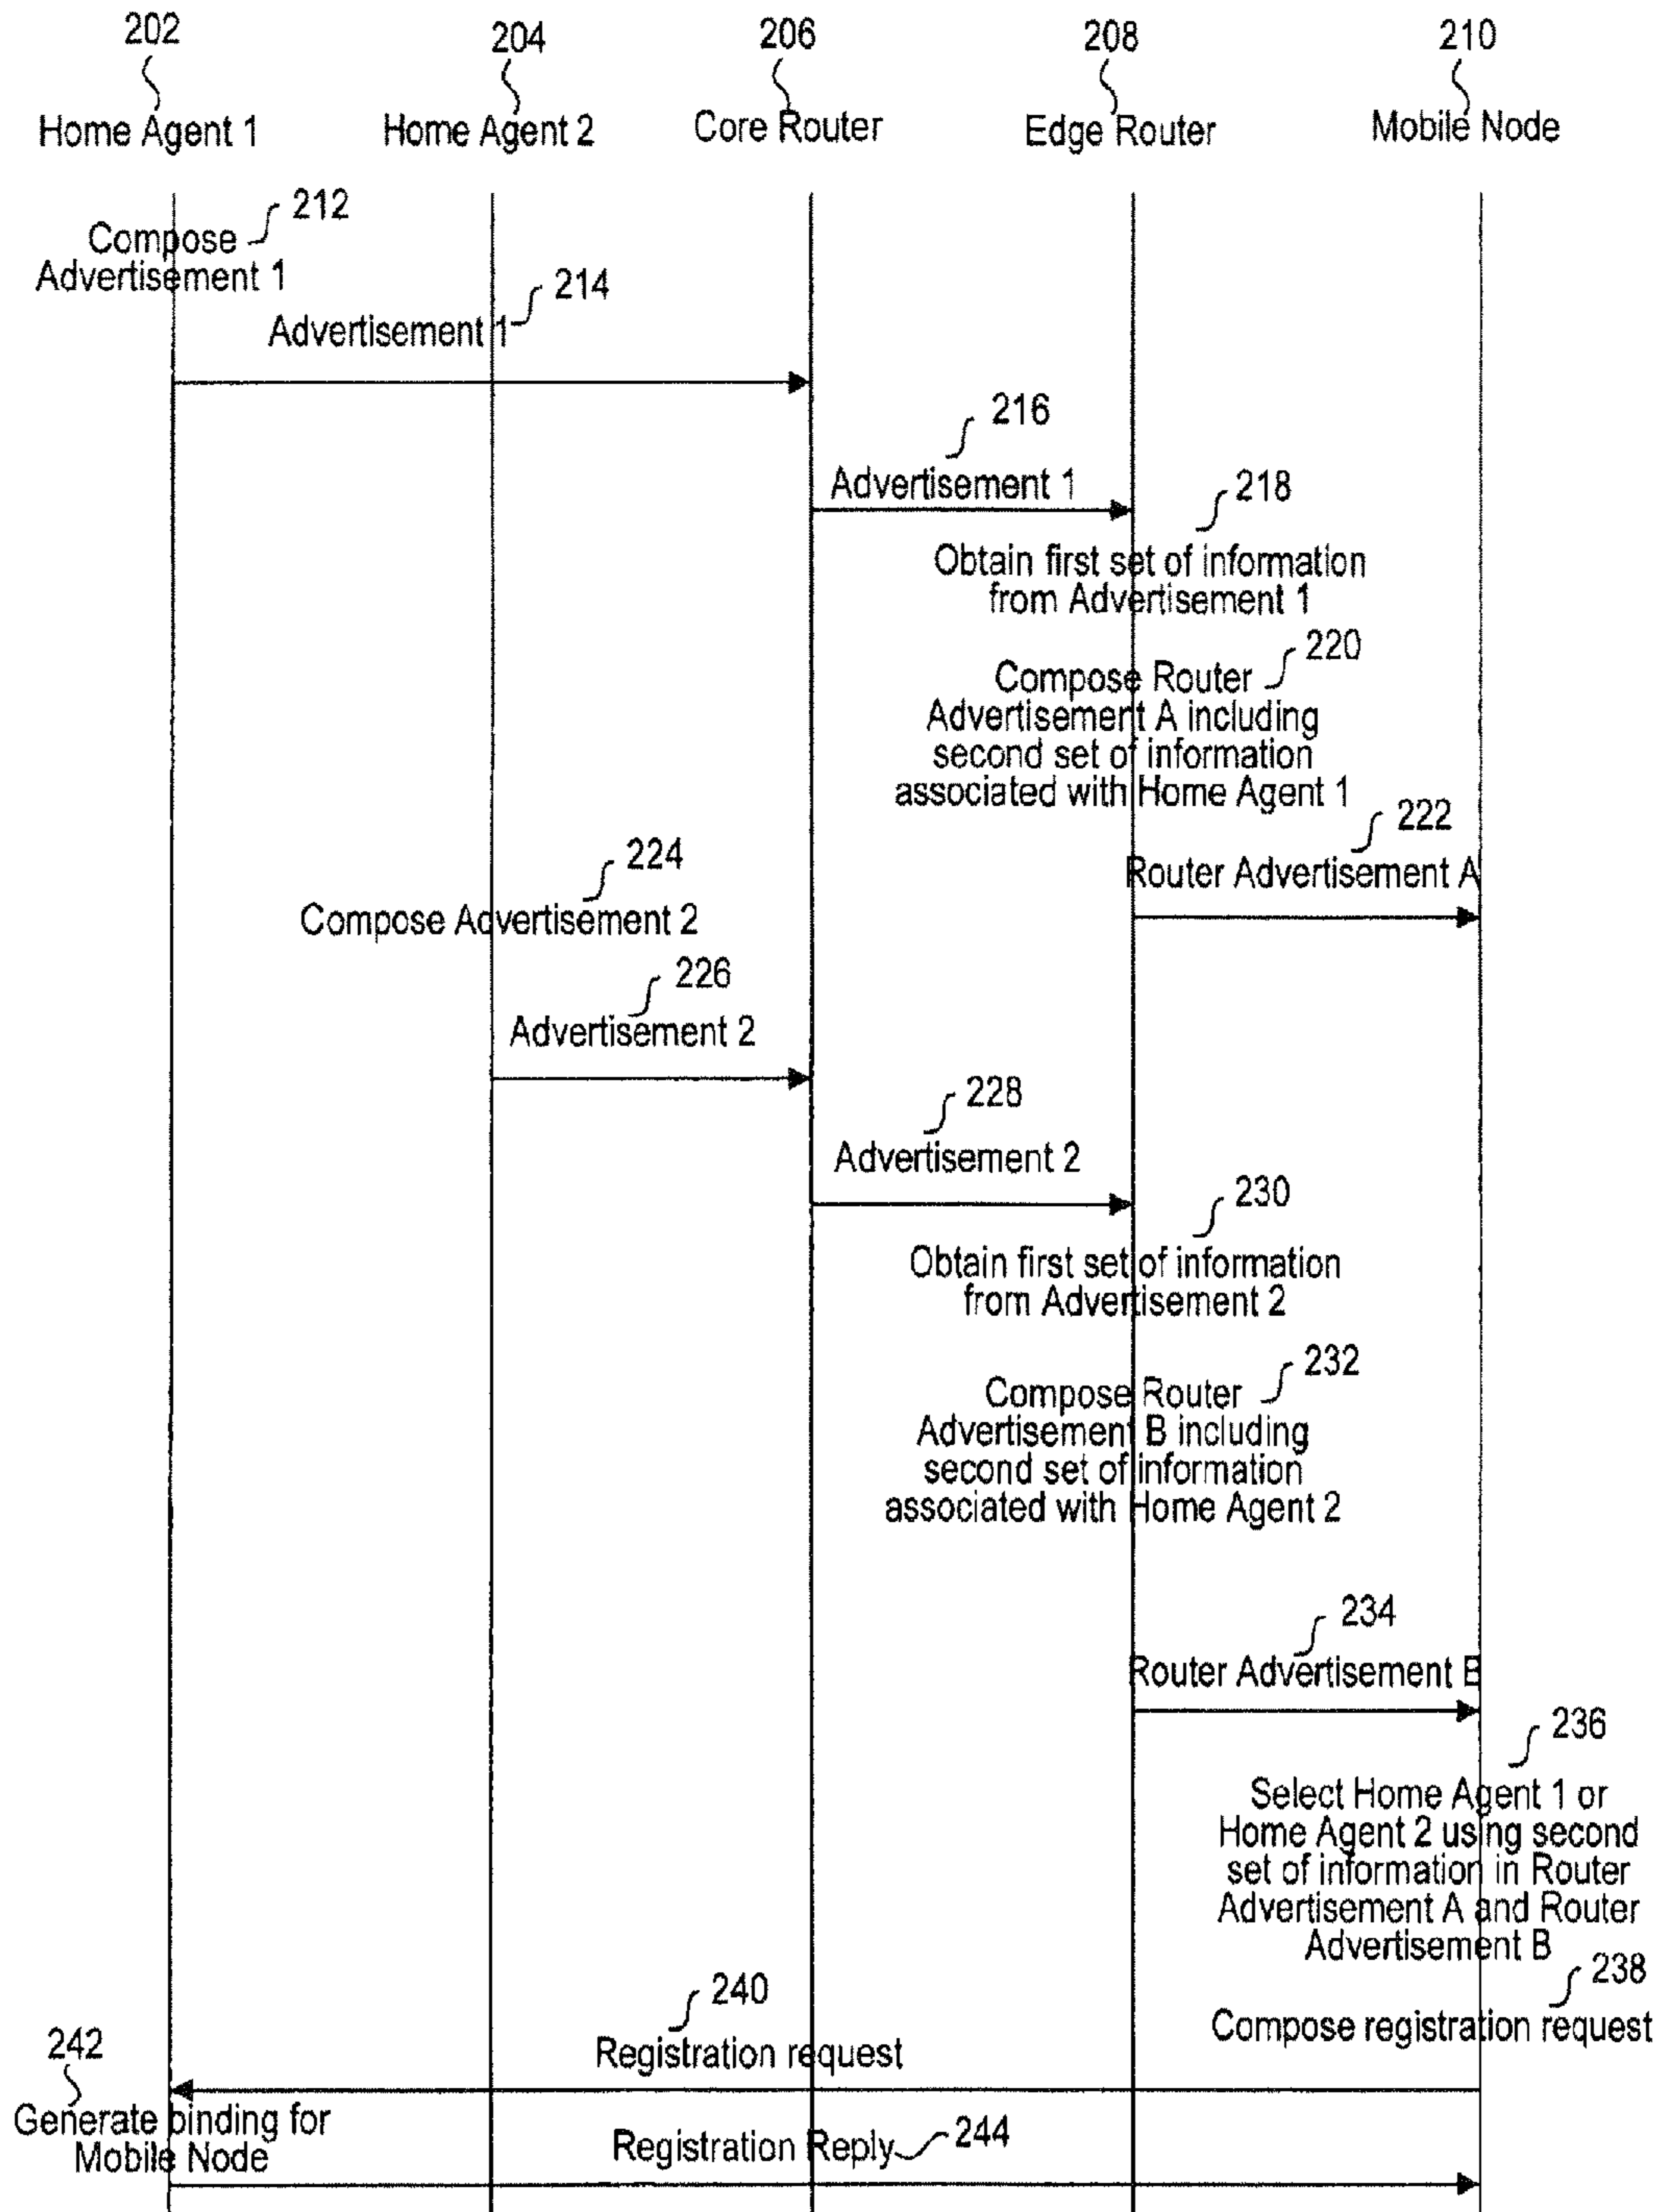 202
204
206
208
210
Home Agent 1
Home Agent 2
Core Router
Edge Router
Mobile Node
212
Compose
Advertisement 1
214
Advertisement 1
216
Advertisement 1
218
Obtain first set of information
from Advertisement 1
220
Compose Router
Advertisement A including
second set of information
associated with Home Agent 1
222
Router Advertisement A
224
Compose Advertisement 2
226
Advertisement 2
228
Advertisement 2
230
Obtain first set of information
from Advertisement 2
232
Compose Router
Advertisement B including
second set of information
associated with Home Agent 2
234
Router Advertisement B
236
Select Home Agent 1 or
Home Agent 2 using second
set of information in Router
Advertisement A and Router
Advertisement B
238
Compose registration request
240
Registration request
242
Generate binding for
Mobile Node
Registration Reply
244